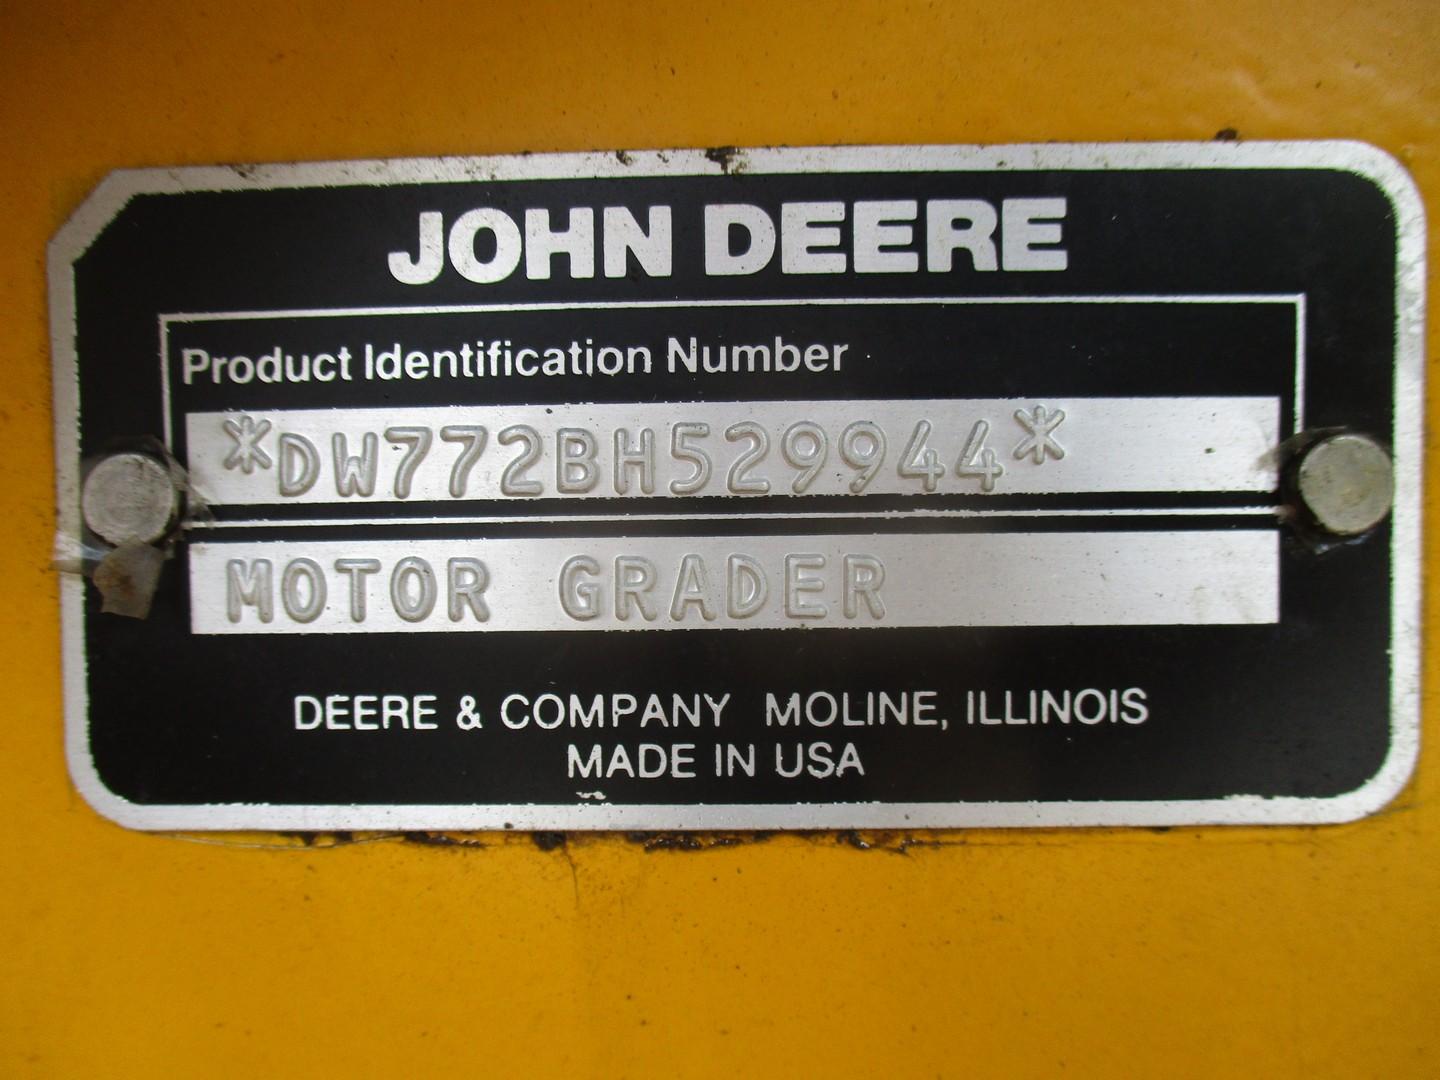 JOHN DEERE
Product Identification Number
*DW772BH529944*
MOTOR GRADER
DEERE & COMPANY MOLINE, ILLINOIS
MADE IN USA